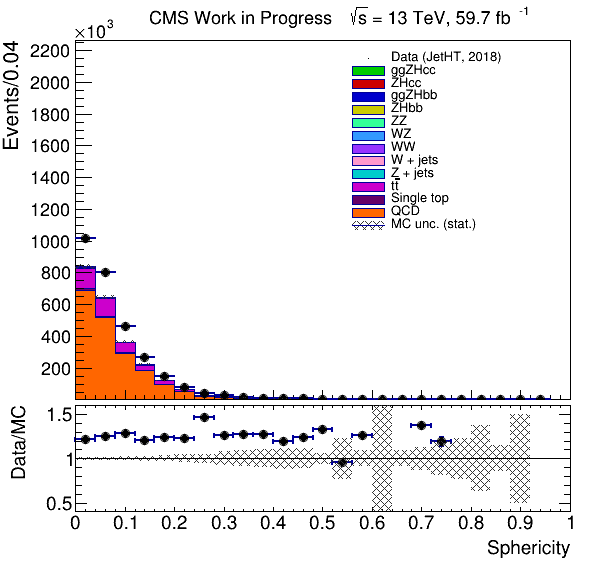 CMS Work in Progress √s = 13 TeV, 59.7 fb⁻¹
×10³
Events/0.04
2200
2000
1800
1600
1400
1200
1000
800
600
400
200
Data (JetHT, 2018)
ggZHcc
ZHcc
ggZHbb
ZHbb
ZZ
WZ
WW
W + jets
Z + jets
tt̄
Single top
QCD
MC unc. (stat.)
Data/MC
1.5
1
0.5
0 0.1 0.2 0.3 0.4 0.5 0.6 0.7 0.8 0.9 1
Sphericity